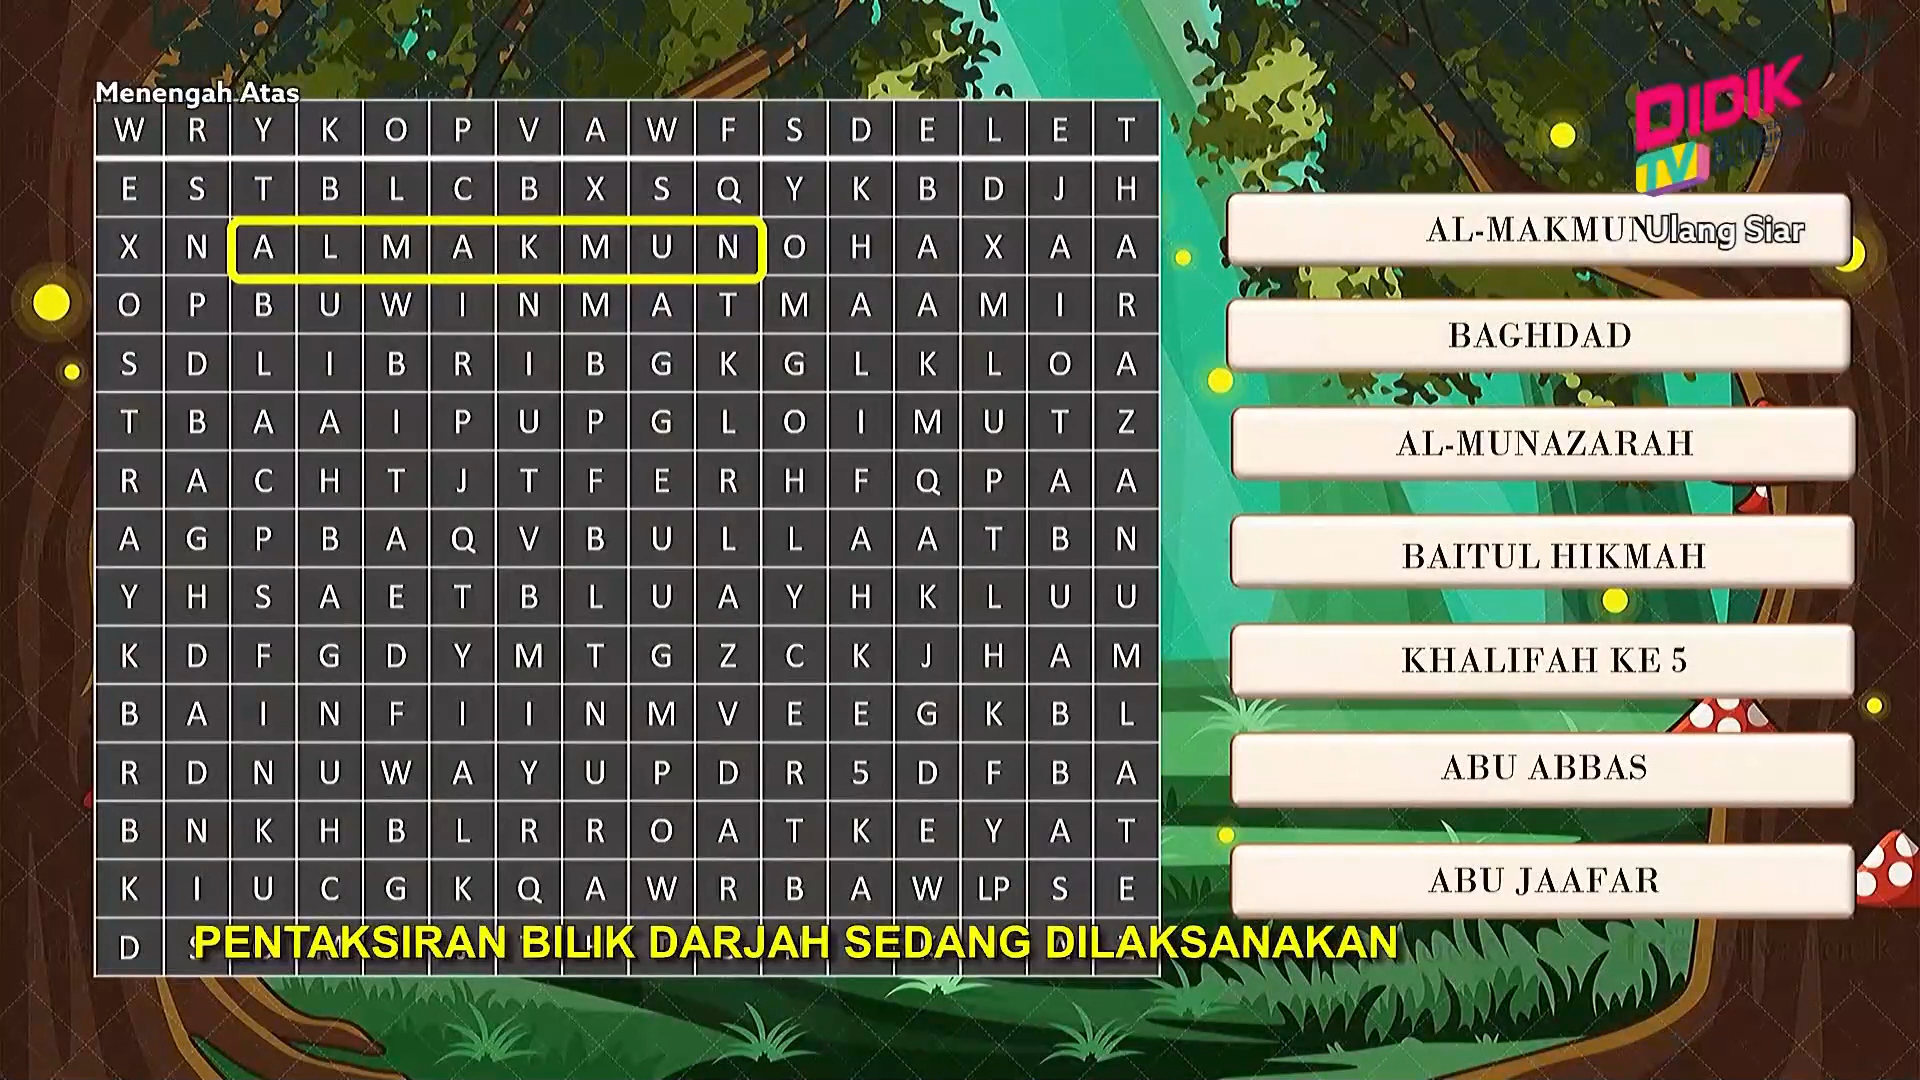 Menengah Atas
DIDIK
TV
W R Y K O P V A W F S D E L E T
E S T B L C B X S Q Y K B D J H
X N A L M A K M U N O H A X A A
O P B U W I N M A T M A A M I R
S D L I B R I B G K G L K L O A
T B A A I P U P G L O I M U T Z
R A C H T J T F E R H F Q P A A
A G P B A Q V B U L L A A T B N
Y H S A E T B L U A Y H K L U U
K D F G D Y M T G Z C K J H A M
B A I N F I I N M V E E G K B L
R D N U W A Y U P D R 5 D F B A
B N K H B L R R O A T K E Y A T
K I U C G K Q A W R B A W LP S E
D
AL-MAKMUN
Ulang Siar
BAGHDAD
AL-MUNAZARAH
BAITUL HIKMAH
KHALIFAH KE 5
ABU ABBAS
ABU JAAFAR
PENTAKSIRAN BILIK DARJAH SEDANG DILAKSANAKAN